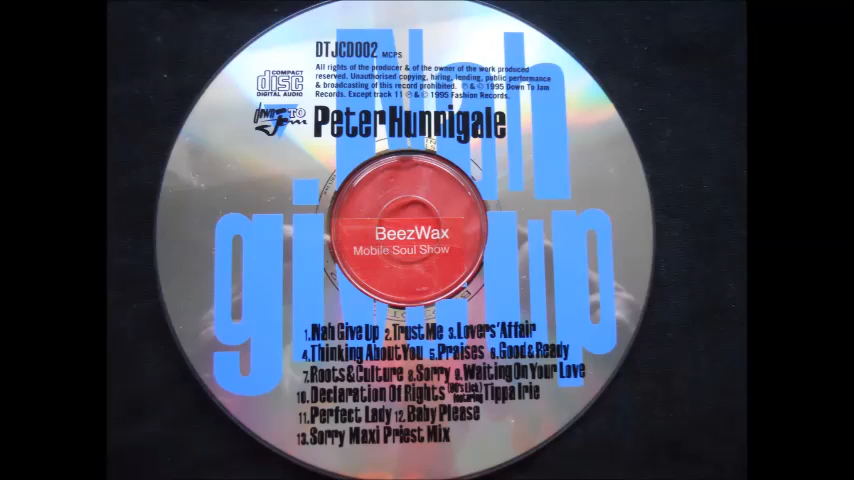 DTJCD002 MCPS
All rights of the producer & of the owner of the work produced
reserved. Unauthorised copying, hiring, lending, public performance
& broadcasting of this record prohibited. ℗ & © 1995 Down To Jam
Records. Except track 11 ℗ & © 1995 Fashion Records.
COMPACT
disc
DIGITAL AUDIO
down TO Jam
Peter Hunnigale
Nah
give up
BeezWax
Mobile Soul Show
1.Nah Give Up 2.Trust Me 3.Lovers' Affair
4.Thinking About You 5.Praises 6.Good & Ready
7.Roots & Culture 8.Sorry 9.Waiting On Your Love
10.Declaration Of Rights featuring Tippa Irie
11.Perfect Lady 12.Baby Please
13.Sorry Maxi Priest Mix